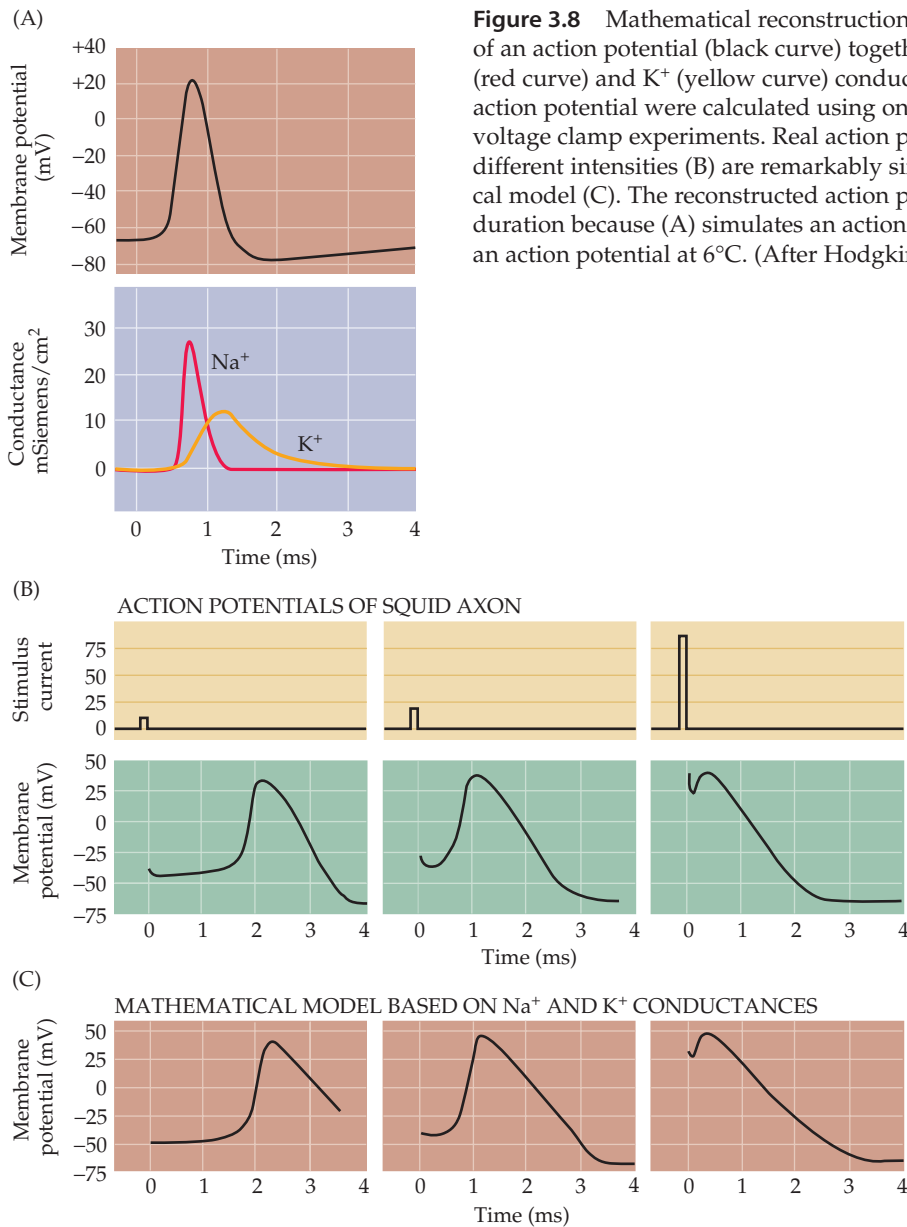 (A)
Figure 3.8 Mathematical reconstruction
of an action potential (black curve) togeth
(red curve) and K+ (yellow curve) conduc
action potential were calculated using on
voltage clamp experiments. Real action p
different intensities (B) are remarkably si
cal model (C). The reconstructed action p
duration because (A) simulates an action
an action potential at 6°C. (After Hodgki
Membrane potential
(mV)
+40
+20
0
–20
–40
–60
–80
Conductance
mSiemens/cm2
30
20
10
0
Na+
K+
0 1 2 3 4
Time (ms)
(B)
ACTION POTENTIALS OF SQUID AXON
Stimulus
current
75
50
25
0
Membrane
potential (mV)
50
25
0
–25
–50
–75
0 1 2 3 4 0 1 2 3 4 0 1 2 3 4
Time (ms)
(C)
MATHEMATICAL MODEL BASED ON Na+ AND K+ CONDUCTANCES
Membrane
potential (mV)
50
25
0
–25
–50
–75
0 1 2 3 4 0 1 2 3 4 0 1 2 3 4
Time (ms)